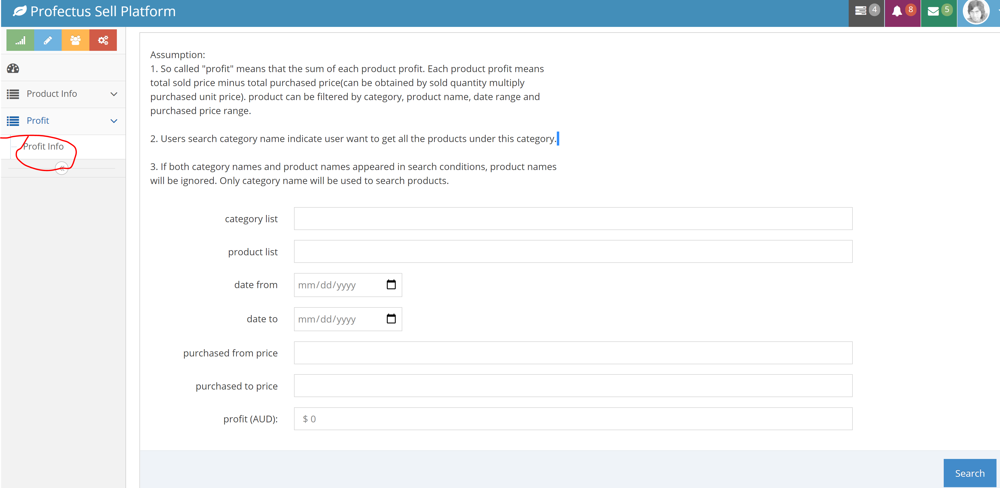 Profectus Sell Platform
4
8
5
Product Info
Profit
Profit Info
Assumption:
1. So called "profit" means that the sum of each product profit. Each product profit means
total sold price minus total purchased price(can be obtained by sold quantity multiply
purchased unit price). product can be filtered by category, product name, date range and
purchased price range.
2. Users search category name indicate user want to get all the products under this category.
3. If both category names and product names appeared in search conditions, product names
will be ignored. Only category name will be used to search products.
category list
product list
date from mm/dd/yyyy
date to mm/dd/yyyy
purchased from price
purchased to price
profit (AUD): $ 0
Search